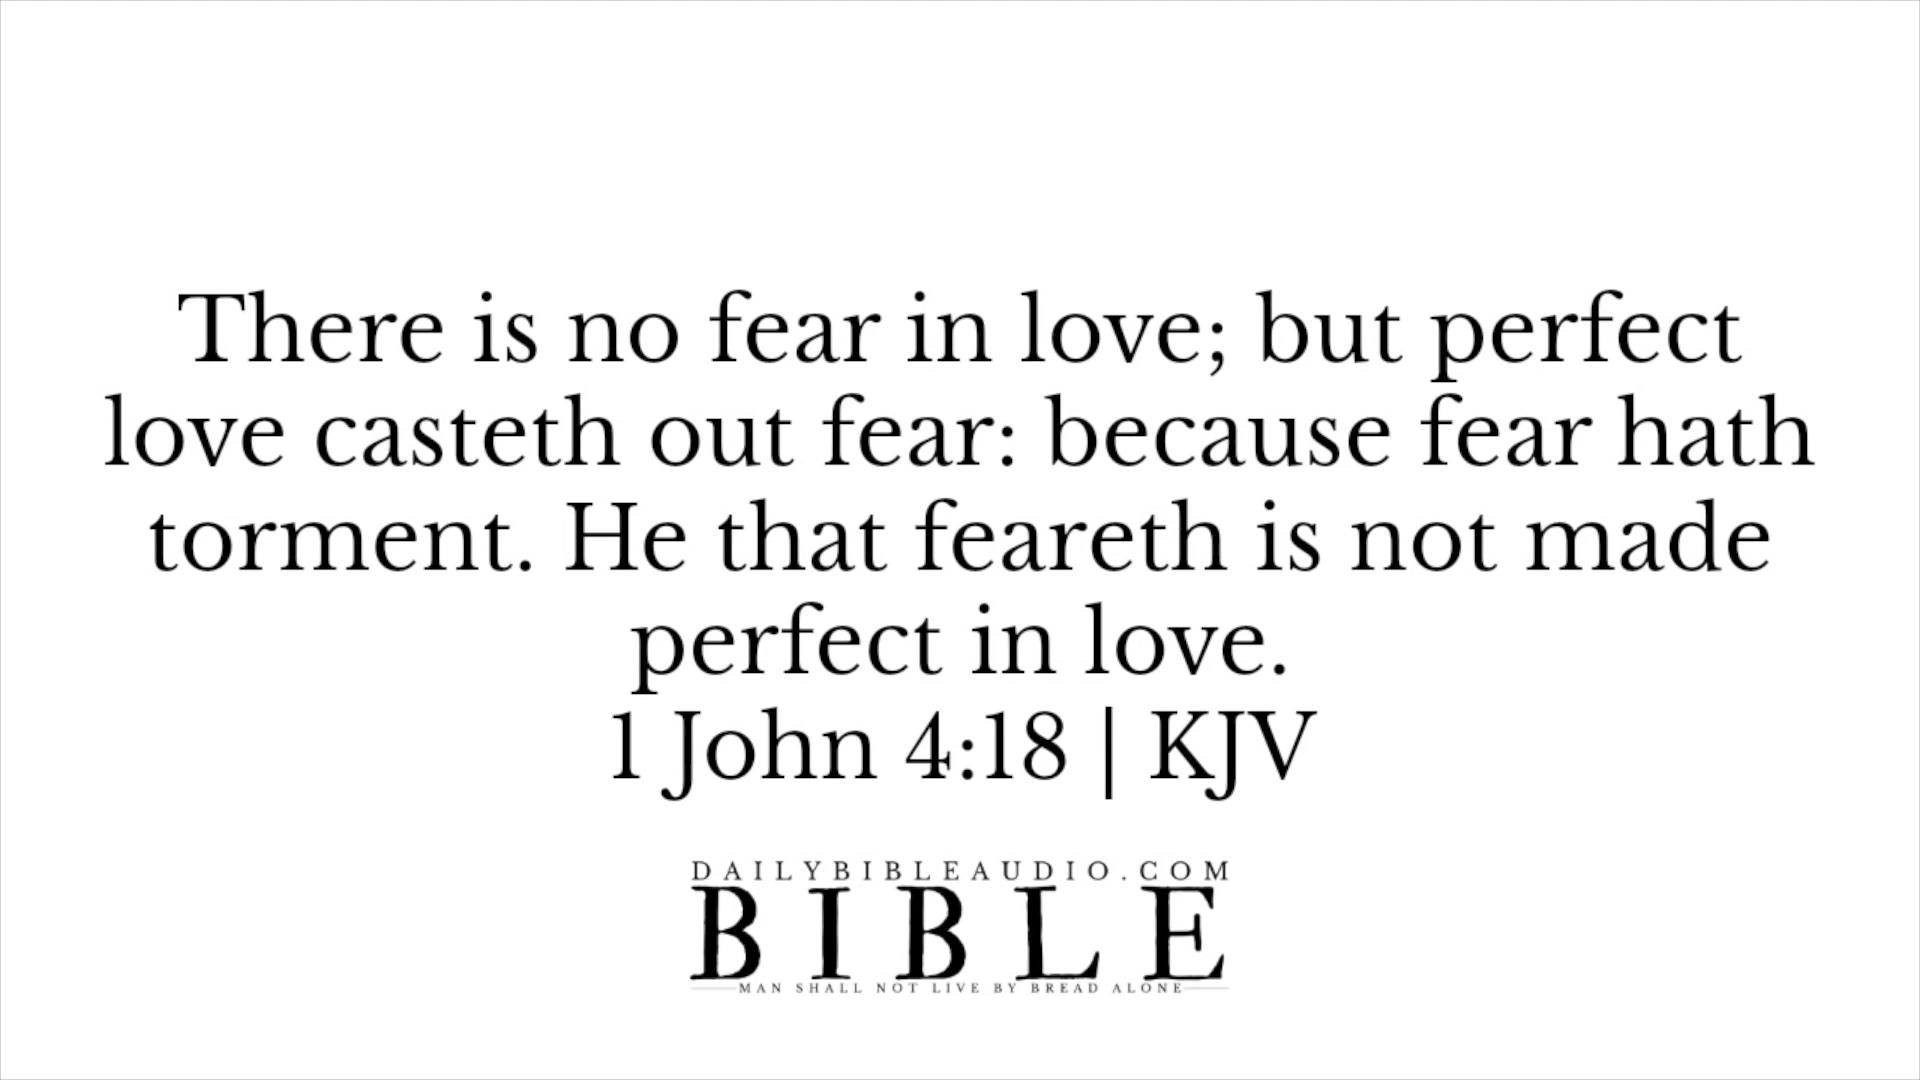 There is no fear in love; but perfect
love casteth out fear: because fear hath
torment. He that feareth is not made
perfect in love.
1 John 4:18 | KJV
DAILYBIBLEAUDIO.COM
BIBLE
MAN SHALL NOT LIVE BY BREAD ALONE